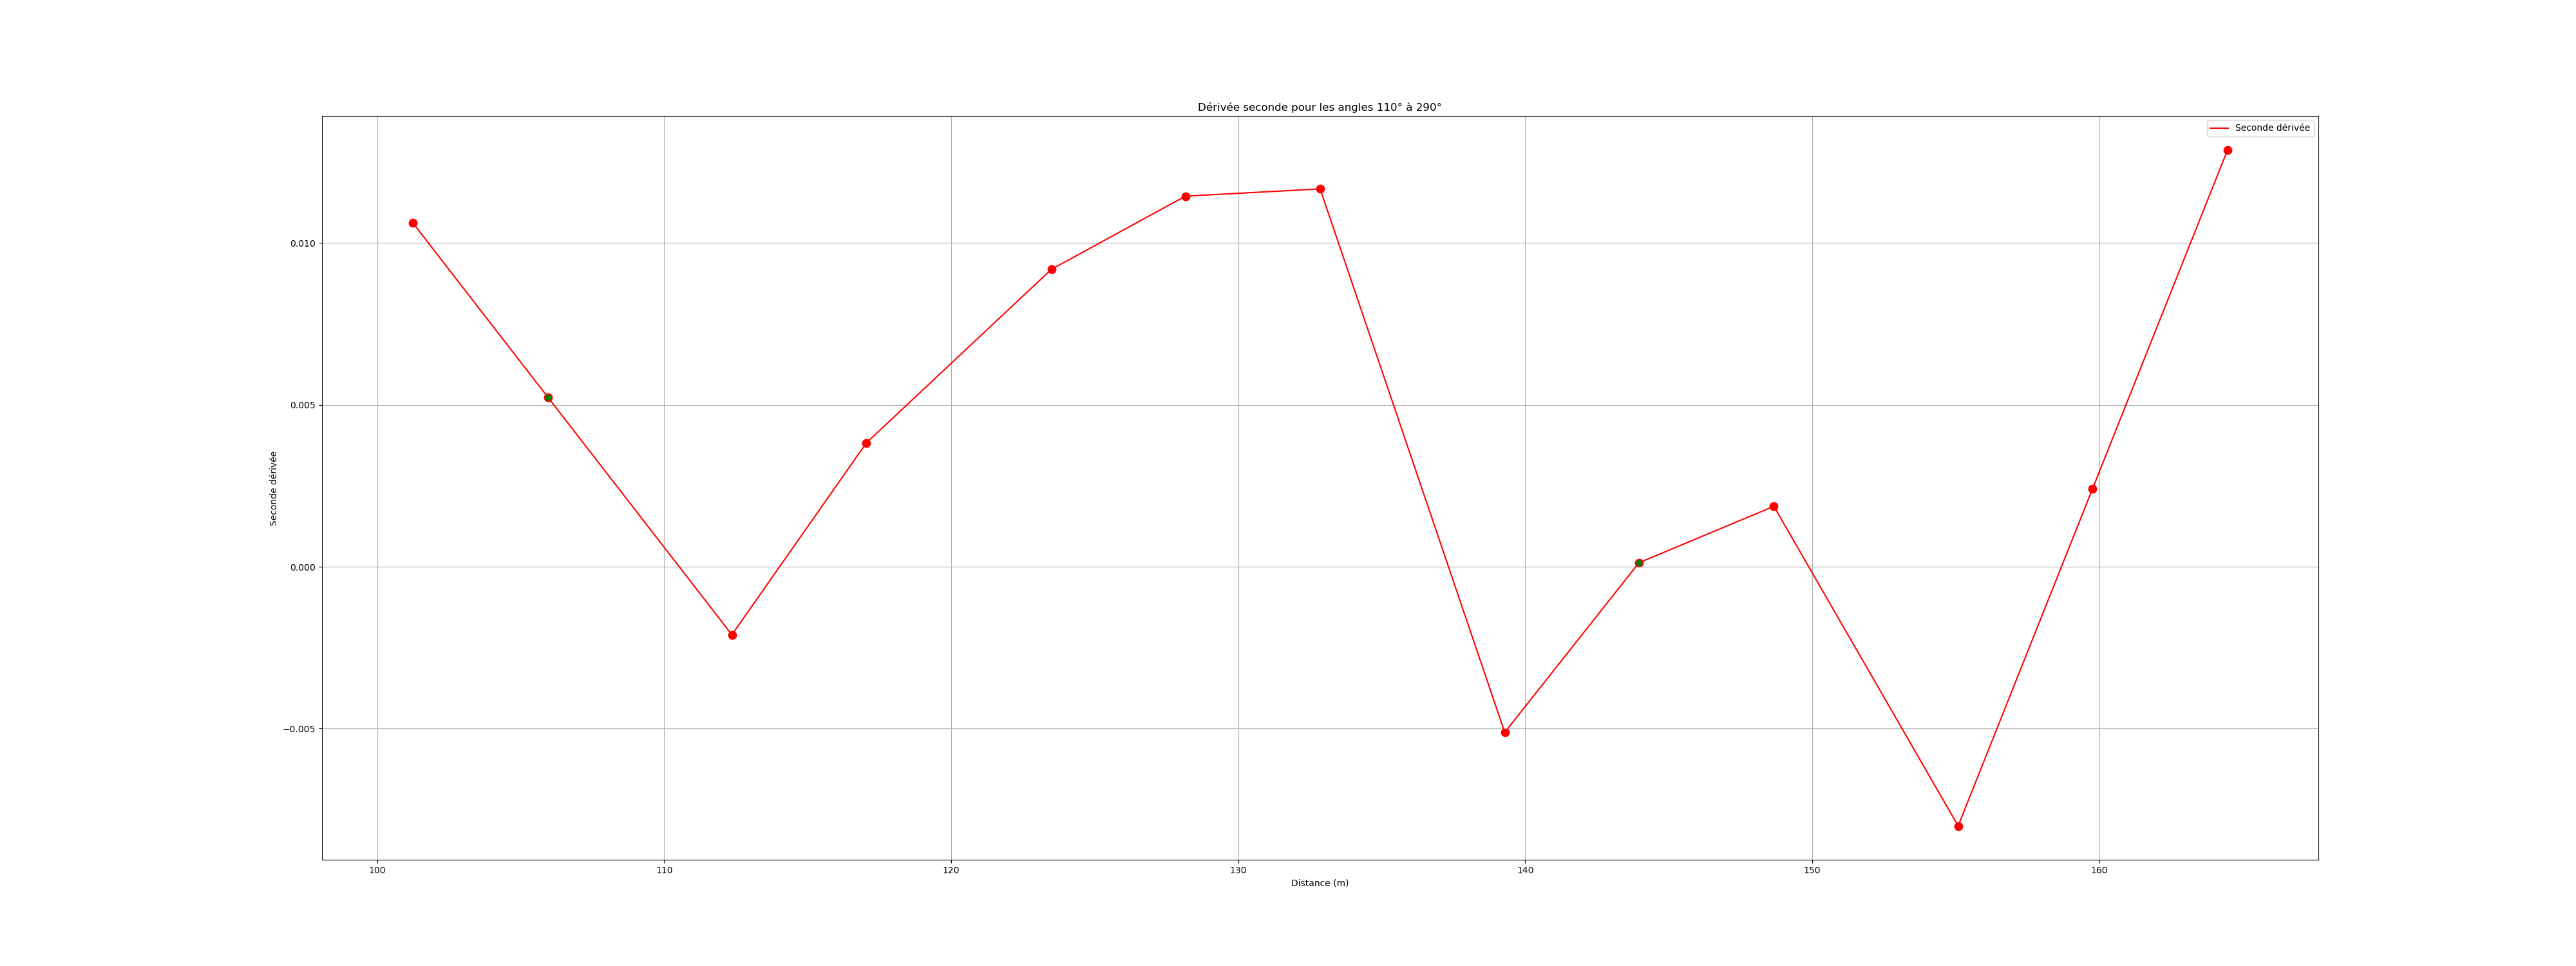 Dérivée seconde pour les angles 110° à 290°
Seconde dérivée
0.010
0.005
0.000
−0.005
Seconde dérivée
100 110 120 130 140 150 160
Distance (m)